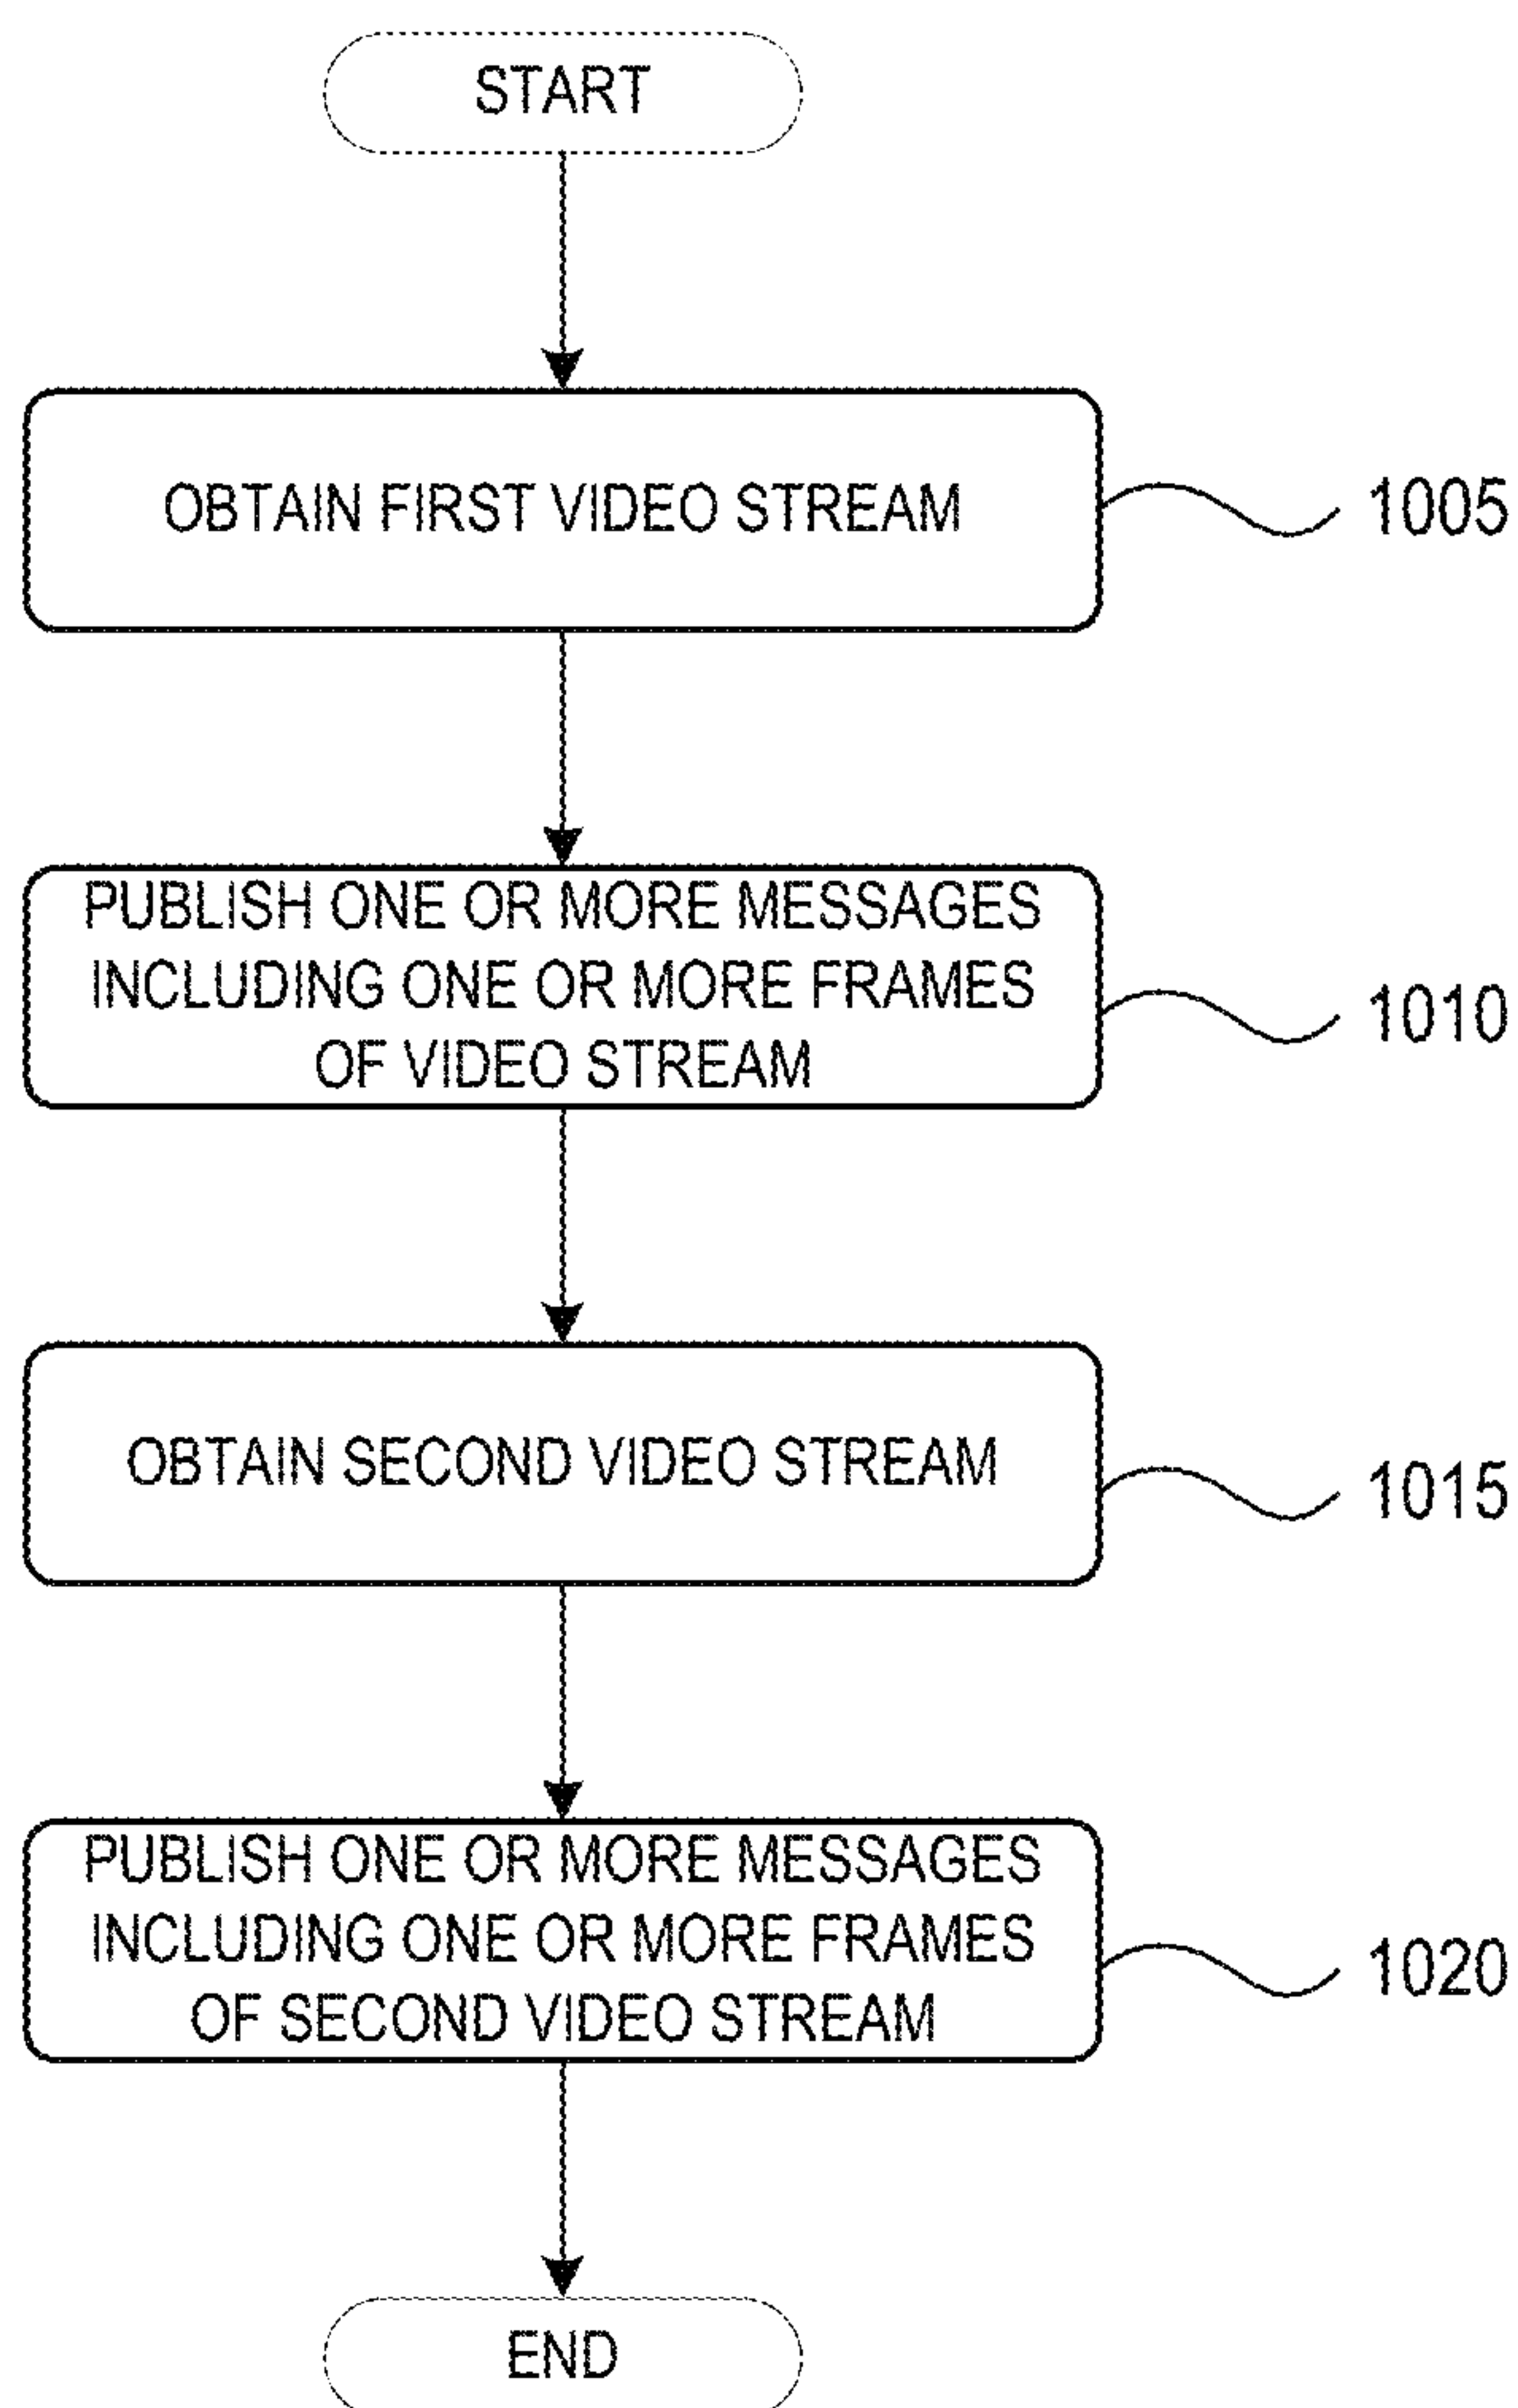 START
OBTAIN FIRST VIDEO STREAM
1005
PUBLISH ONE OR MORE MESSAGES
INCLUDING ONE OR MORE FRAMES
OF VIDEO STREAM
1010
OBTAIN SECOND VIDEO STREAM
1015
PUBLISH ONE OR MORE MESSAGES
INCLUDING ONE OR MORE FRAMES
OF SECOND VIDEO STREAM
1020
END